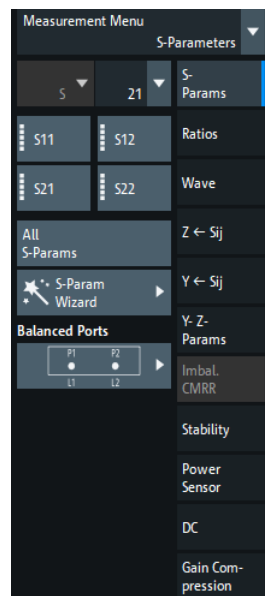 Measurement Menu
S-Parameters
S
21
S11
S12
S21
S22
All
S-Params
S-Param
Wizard
Balanced Ports
P1 P2
L1 L2
S-
Params
Ratios
Wave
Z ← Sij
Y ← Sij
Y- Z-
Params
Imbal.
CMRR
Stability
Power
Sensor
DC
Gain Com-
pression